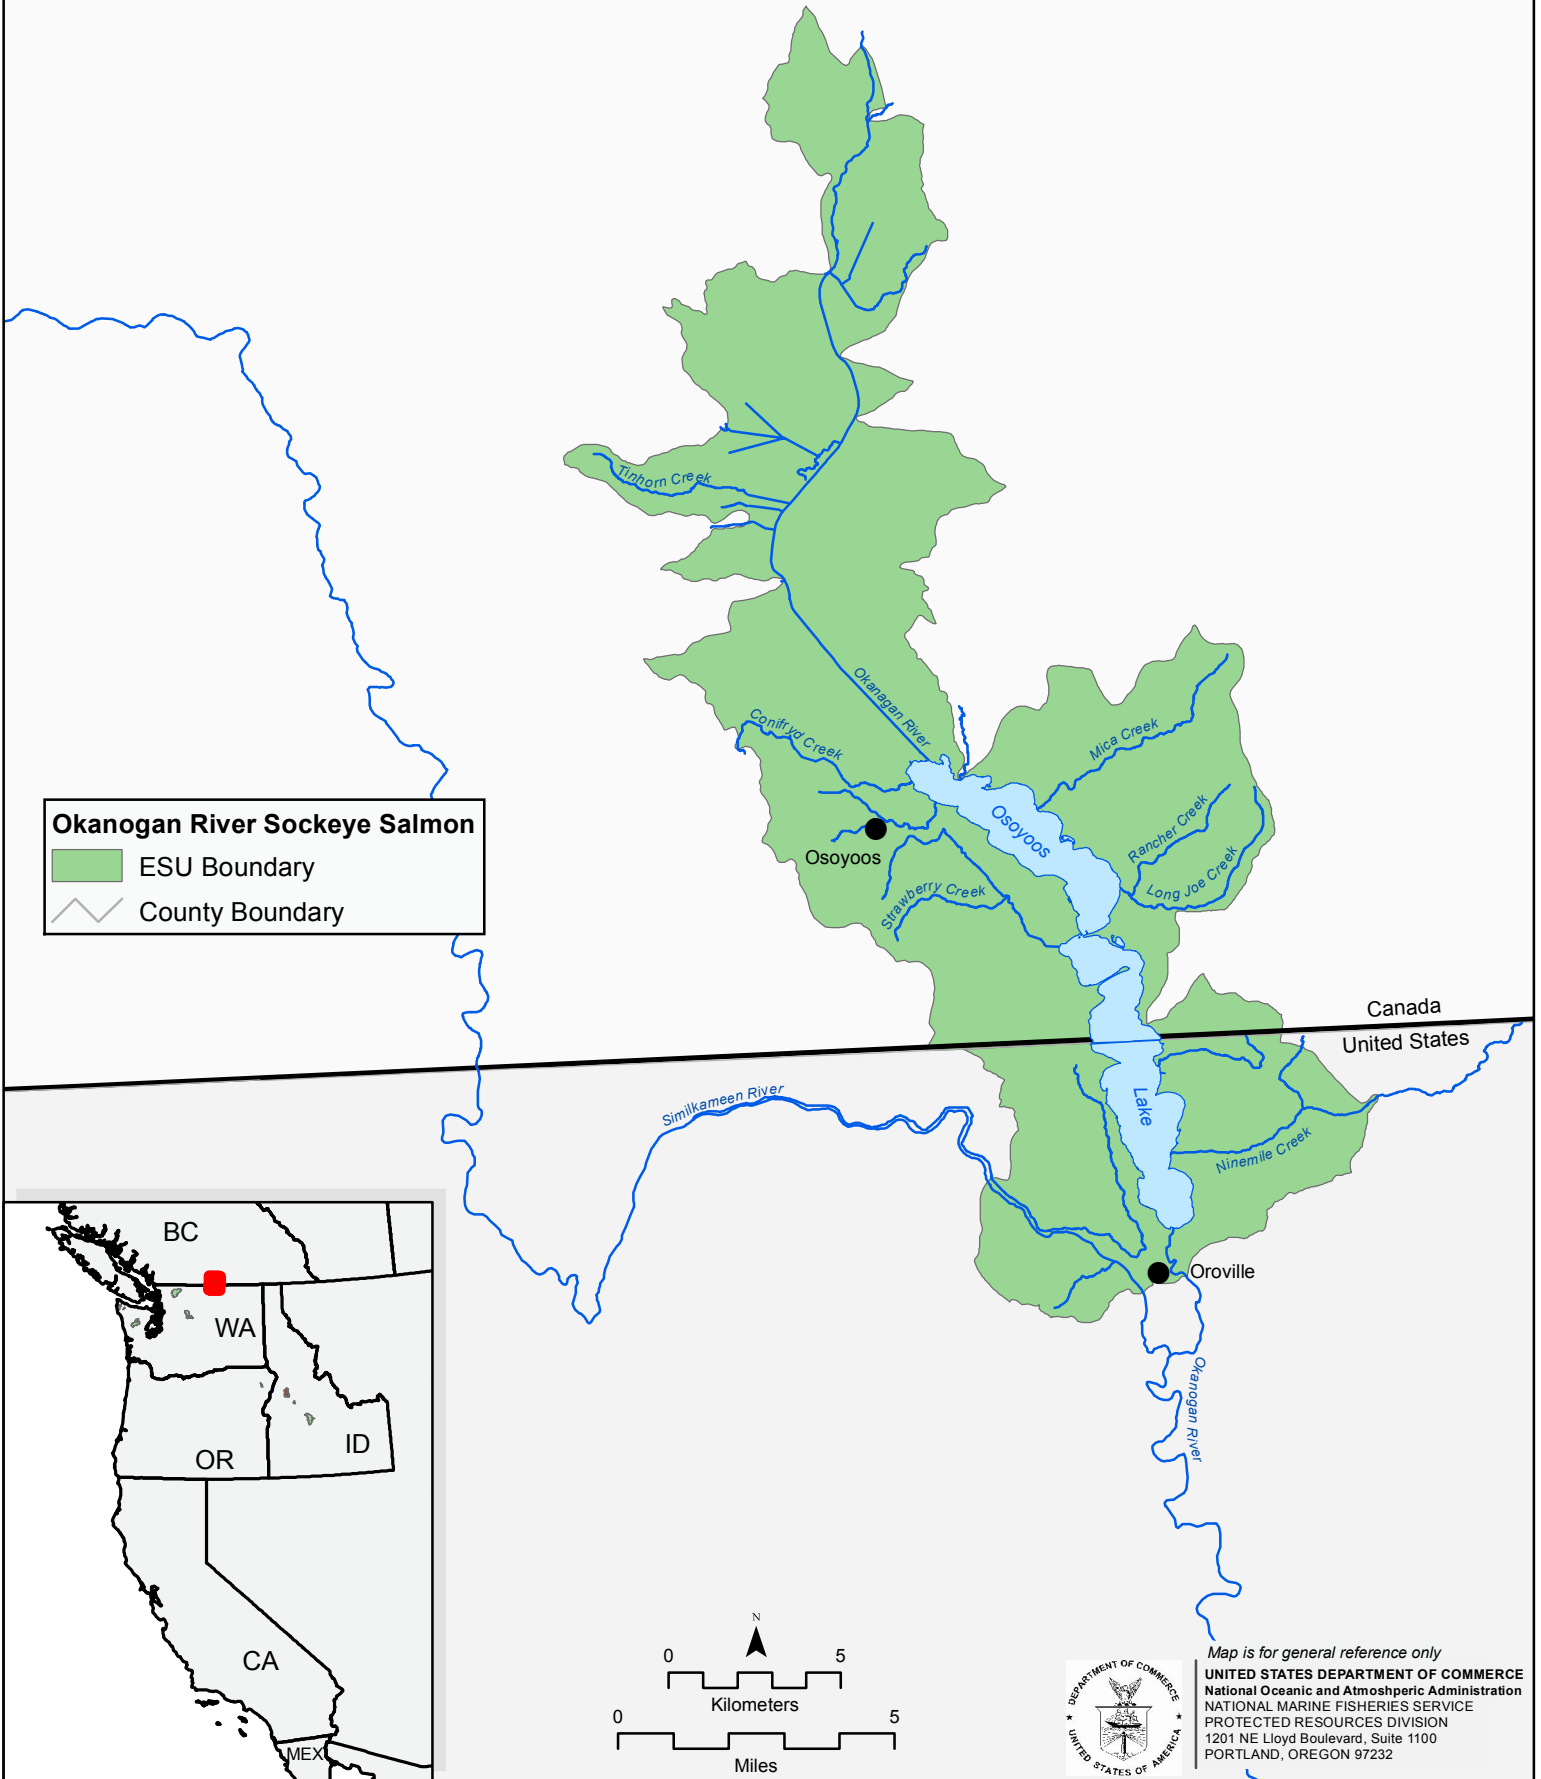 Tinhorn Creek
Okanagan River
Conifryd Creek
Mica Creek
Osoyoos
Rancher Creek
Long Joe Creek
Osoyoos
Strawberry Creek
Okanogan River Sockeye Salmon
ESU Boundary
County Boundary
Canada
United States
Similkameen River
Lake
Ninemile Creek
Oroville
Okanogan River
BC
WA
OR
ID
CA
MEX
N
0 5
Kilometers
0 5
Miles
DEPARTMENT OF COMMERCE
UNITED STATES OF AMERICA
Map is for general reference only
UNITED STATES DEPARTMENT OF COMMERCE
National Oceanic and Atmoshperic Administration
NATIONAL MARINE FISHERIES SERVICE
PROTECTED RESOURCES DIVISION
1201 NE Lloyd Boulevard, Suite 1100
PORTLAND, OREGON 97232